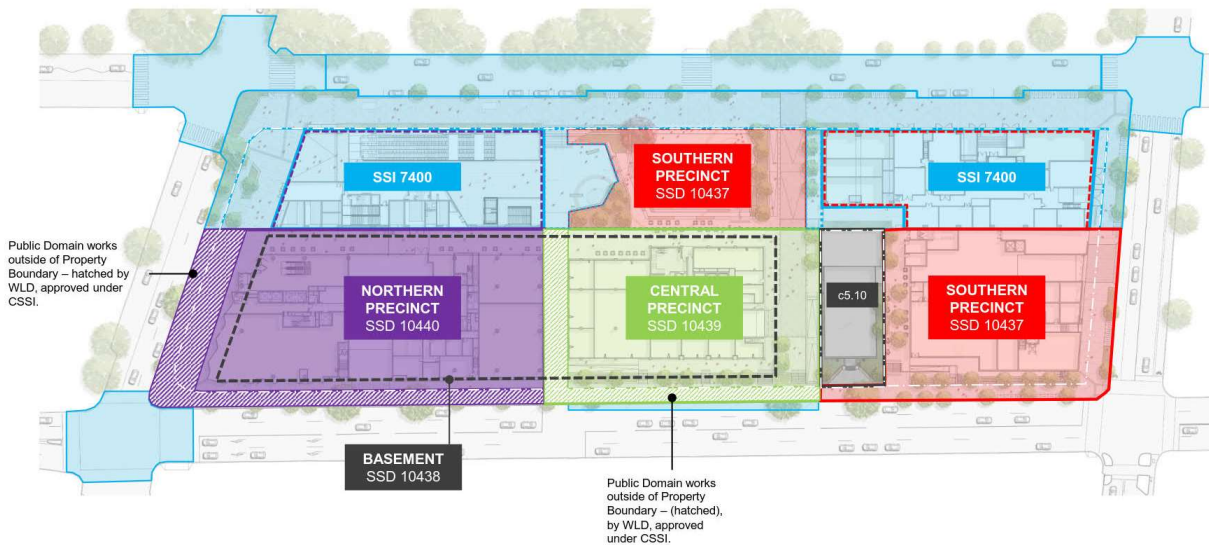 SSI 7400
SOUTHERN
PRECINCT
SSD 10437
SSI 7400
Public Domain works
outside of Property
Boundary – hatched by
WLD, approved under
CSSI.
NORTHERN
PRECINCT
SSD 10440
CENTRAL
PRECINCT
SSD 10439
c5.10
SOUTHERN
PRECINCT
SSD 10437
BASEMENT
SSD 10438
Public Domain works
outside of Property
Boundary – (hatched),
by WLD, approved
under CSSI.